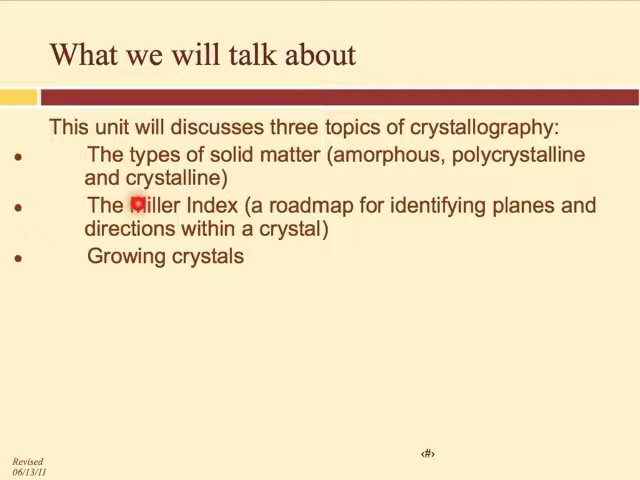 What we will talk about
This unit will discusses three topics of crystallography:
• The types of solid matter (amorphous, polycrystalline
and crystalline)
• The Miller Index (a roadmap for identifying planes and
directions within a crystal)
• Growing crystals
‹#›
Revised
06/13/11